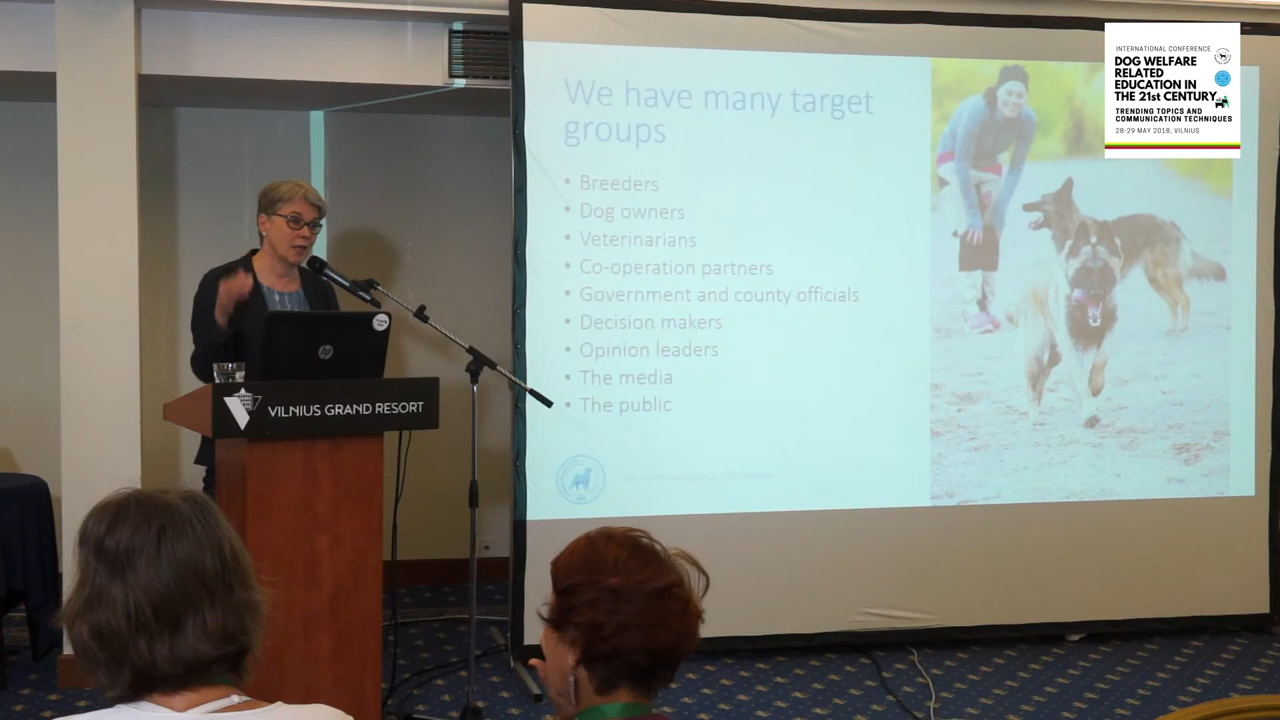 We have many target
groups
• Breeders
• Dog owners
• Veterinarians
• Co-operation partners
• Government and county officials
• Decision makers
• Opinion leaders
• The media
• The public
INTERNATIONAL CONFERENCE
DOG WELFARE
RELATED
EDUCATION IN
THE 21st CENTURY
TRENDING TOPICS AND
COMMUNICATION TECHNIQUES
28-29 MAY 2018, VILNIUS
hp
VILNIUS GRAND RESORT